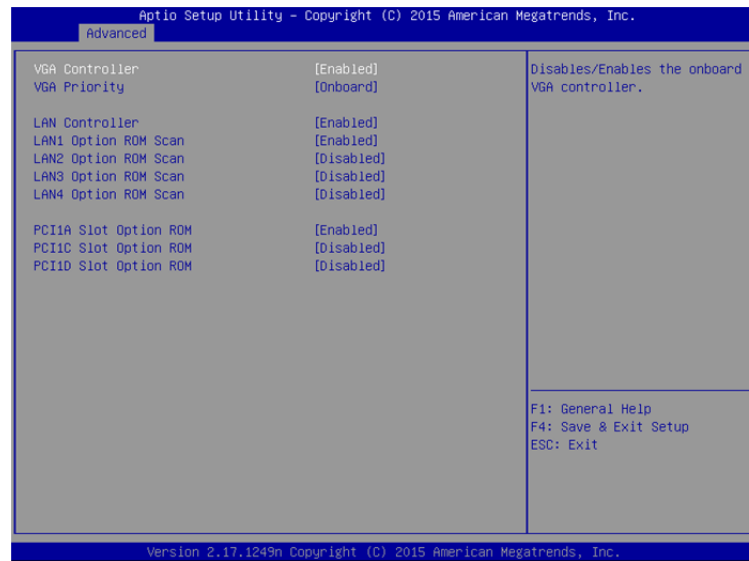 Aptio Setup Utility – Copyright (C) 2015 American Megatrends, Inc.
Advanced
VGA Controller [Enabled]
VGA Priority [Onboard]
LAN Controller [Enabled]
LAN1 Option ROM Scan [Enabled]
LAN2 Option ROM Scan [Disabled]
LAN3 Option ROM Scan [Disabled]
LAN4 Option ROM Scan [Disabled]
PCI1A Slot Option ROM [Enabled]
PCI1C Slot Option ROM [Disabled]
PCI1D Slot Option ROM [Disabled]
Disables/Enables the onboard
VGA controller.
F1: General Help
F4: Save & Exit Setup
ESC: Exit
Version 2.17.1249n Copyright (C) 2015 American Megatrends, Inc.